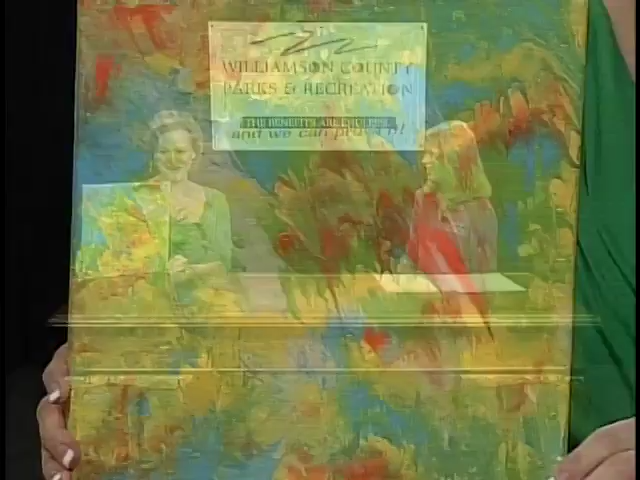 WILLIAMSON COUNTY
PARKS & RECREATION
THE BENEFITS ARE ENDLESS...
and we can prove it!